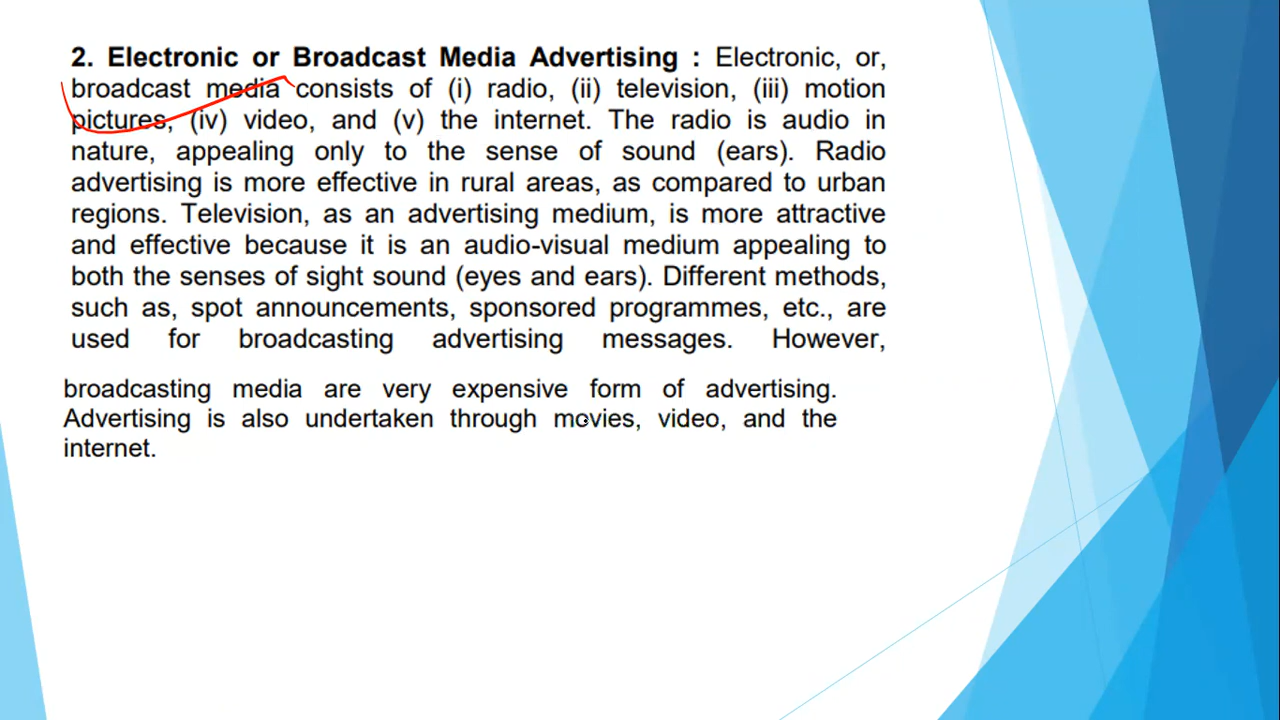 2. Electronic or Broadcast Media Advertising : Electronic, or,
broadcast media consists of (i) radio, (ii) television, (iii) motion
pictures, (iv) video, and (v) the internet. The radio is audio in
nature, appealing only to the sense of sound (ears). Radio
advertising is more effective in rural areas, as compared to urban
regions. Television, as an advertising medium, is more attractive
and effective because it is an audio-visual medium appealing to
both the senses of sight sound (eyes and ears). Different methods,
such as, spot announcements, sponsored programmes, etc., are
used for broadcasting advertising messages. However,
broadcasting media are very expensive form of advertising.
Advertising is also undertaken through movies, video, and the
internet.